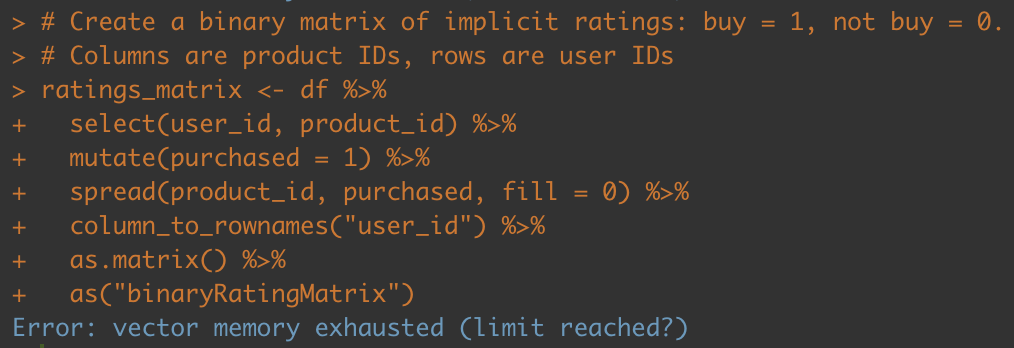 > # Create a binary matrix of implicit ratings: buy = 1, not buy = 0.
> # Columns are product IDs, rows are user IDs
> ratings_matrix <- df %>%
+   select(user_id, product_id) %>%
+   mutate(purchased = 1) %>%
+   spread(product_id, purchased, fill = 0) %>%
+   column_to_rownames("user_id") %>%
+   as.matrix() %>%
+   as("binaryRatingMatrix")
Error: vector memory exhausted (limit reached?)